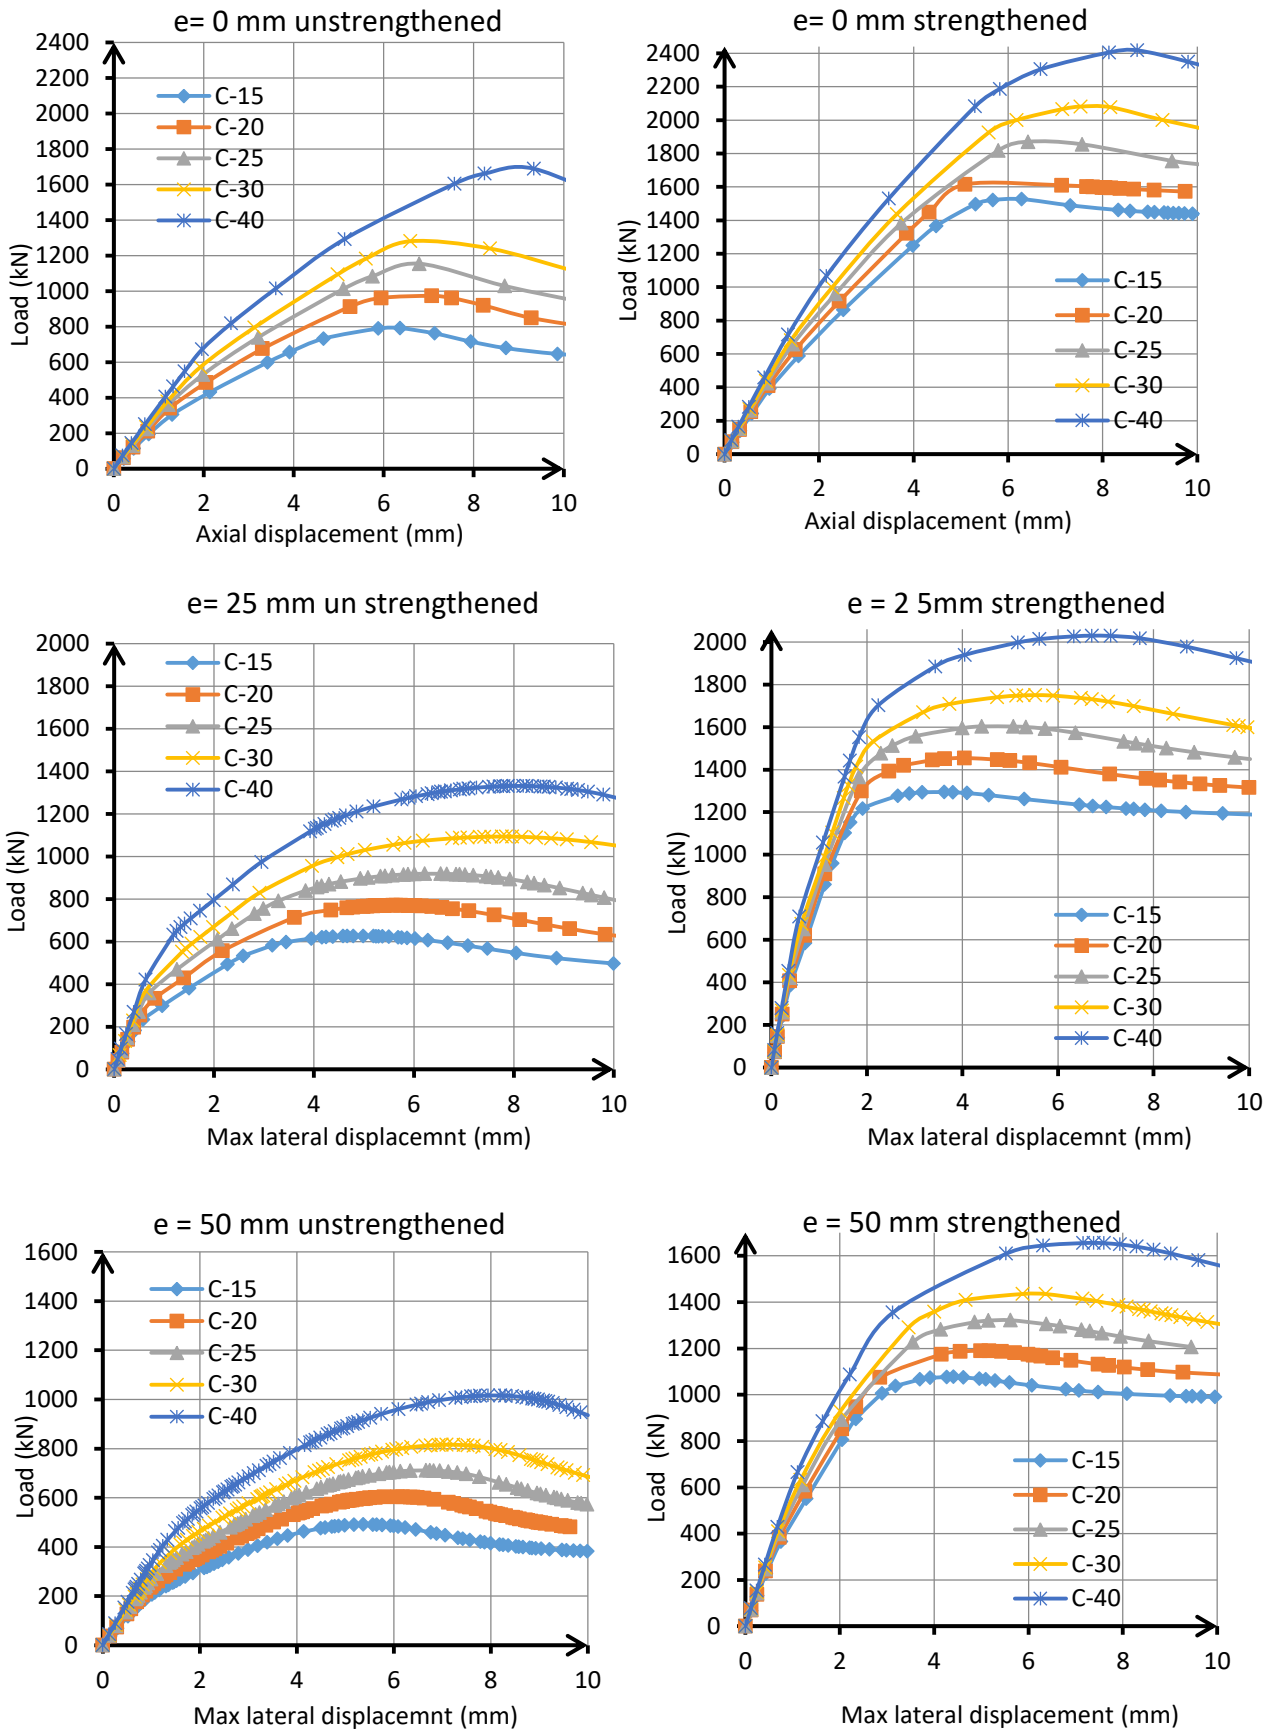 e= 0 mm unstrengthened
2400
2200
2000
1800
1600
1400
1200
1000
800
600
400
200
0
Load (kN)
C-15
C-20
C-25
C-30
C-40
0 2 4 6 8 10
Axial displacement (mm)
e= 0 mm strengthened
2400
2200
2000
1800
1600
1400
1200
1000
800
600
400
200
0
Load (kN)
C-15
C-20
C-25
C-30
C-40
0 2 4 6 8 10
Axial displacement (mm)
e= 25 mm un strengthened
2000
1800
1600
1400
1200
1000
800
600
400
200
0
Load (kN)
C-15
C-20
C-25
C-30
C-40
0 2 4 6 8 10
Max lateral displacemnt (mm)
e = 2 5mm strengthened
2000
1800
1600
1400
1200
1000
800
600
400
200
0
Load (kN)
C-15
C-20
C-25
C-30
C-40
0 2 4 6 8 10
Max lateral displacemnt (mm)
e = 50 mm unstrengthened
1600
1400
1200
1000
800
600
400
200
0
Load (kN)
C-15
C-20
C-25
C-30
C-40
0 2 4 6 8 10
Max lateral displacemnt (mm)
e = 50 mm strengthened
1600
1400
1200
1000
800
600
400
200
0
Load (kN)
C-15
C-20
C-25
C-30
C-40
0 2 4 6 8 10
Max lateral displacement (mm)